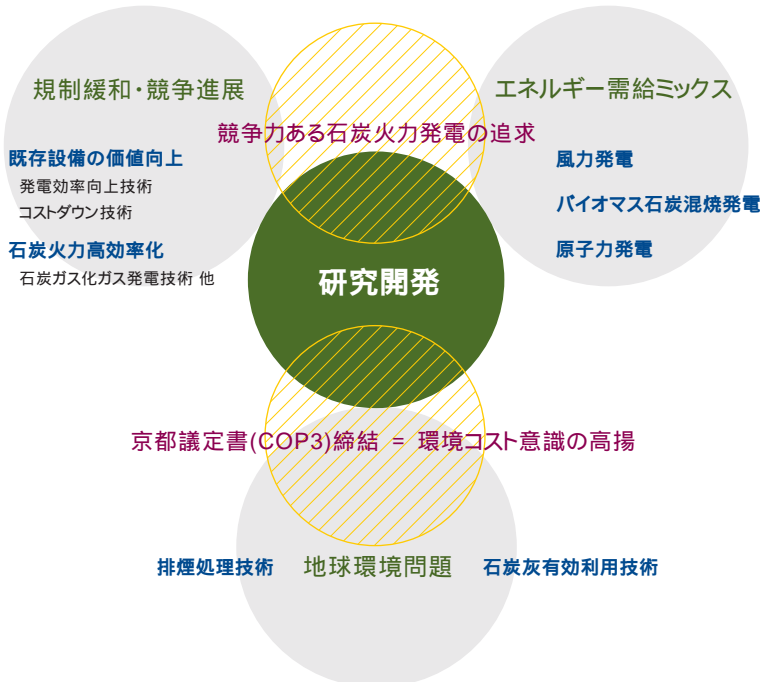 規制緩和・競争進展
エネルギー需給ミックス
競争力ある石炭火力発電の追求
既存設備の価値向上
発電効率向上技術
コストダウン技術
石炭火力高効率化
石炭ガス化ガス発電技術 他
風力発電
バイオマス石炭混焼発電
原子力発電
研究開発
京都議定書(COP3)締結 = 環境コスト意識の高揚
排煙処理技術
地球環境問題
石炭灰有効利用技術